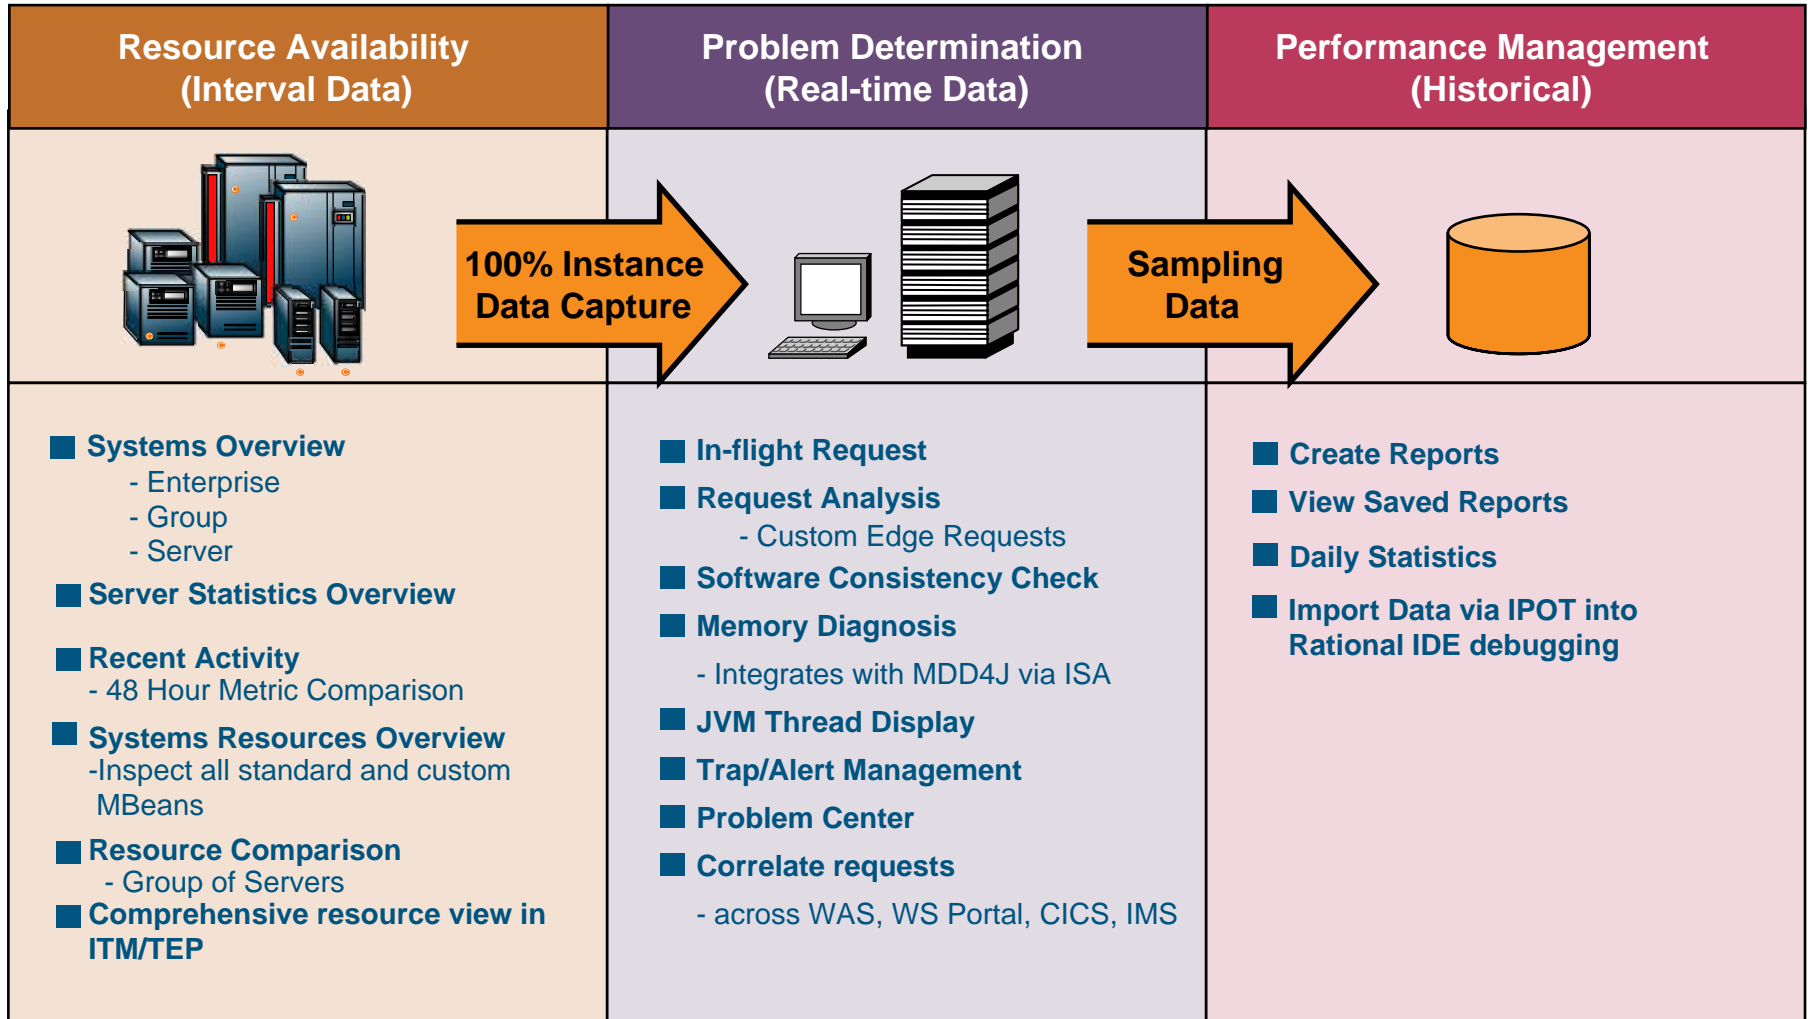 Resource Availability
(Interval Data)
Problem Determination
(Real-time Data)
Performance Management
(Historical)
100% Instance
Data Capture
Sampling
Data
Systems Overview
- Enterprise
- Group
- Server
Server Statistics Overview
Recent Activity
- 48 Hour Metric Comparison
Systems Resources Overview
-Inspect all standard and custom
MBeans
Resource Comparison
- Group of Servers
Comprehensive resource view in
ITM/TEP
In-flight Request
Request Analysis
- Custom Edge Requests
Software Consistency Check
Memory Diagnosis
- Integrates with MDD4J via ISA
JVM Thread Display
Trap/Alert Management
Problem Center
Correlate requests
- across WAS, WS Portal, CICS, IMS
Create Reports
View Saved Reports
Daily Statistics
Import Data via IPOT into
Rational IDE debugging